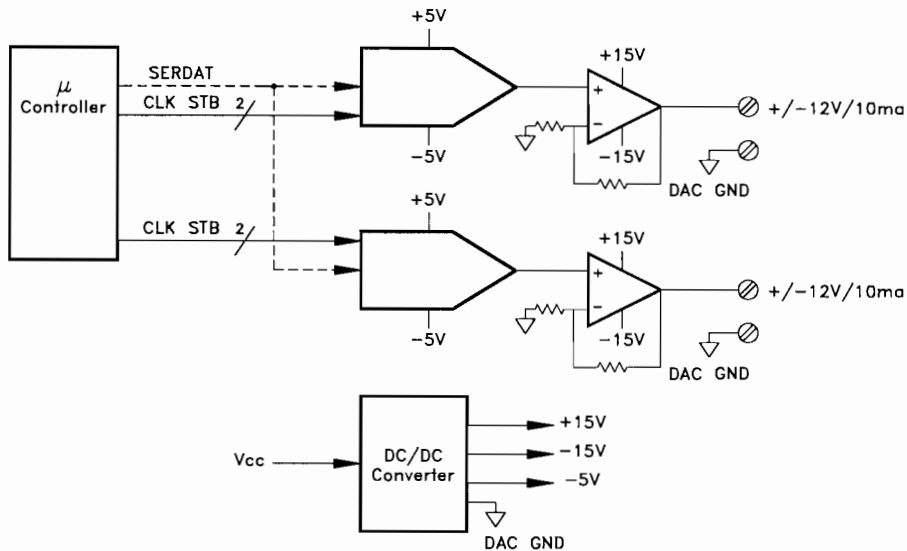 +5V
μ
Controller
SERDAT
CLK STB 2
-5V
+15V
+
-
-15V
+/-12V/10ma
DAC GND
+5V
CLK STB 2
-5V
+15V
+
-
-15V
+/-12V/10ma
DAC GND
Vcc
DC/DC
Converter
+15V
-15V
-5V
DAC GND